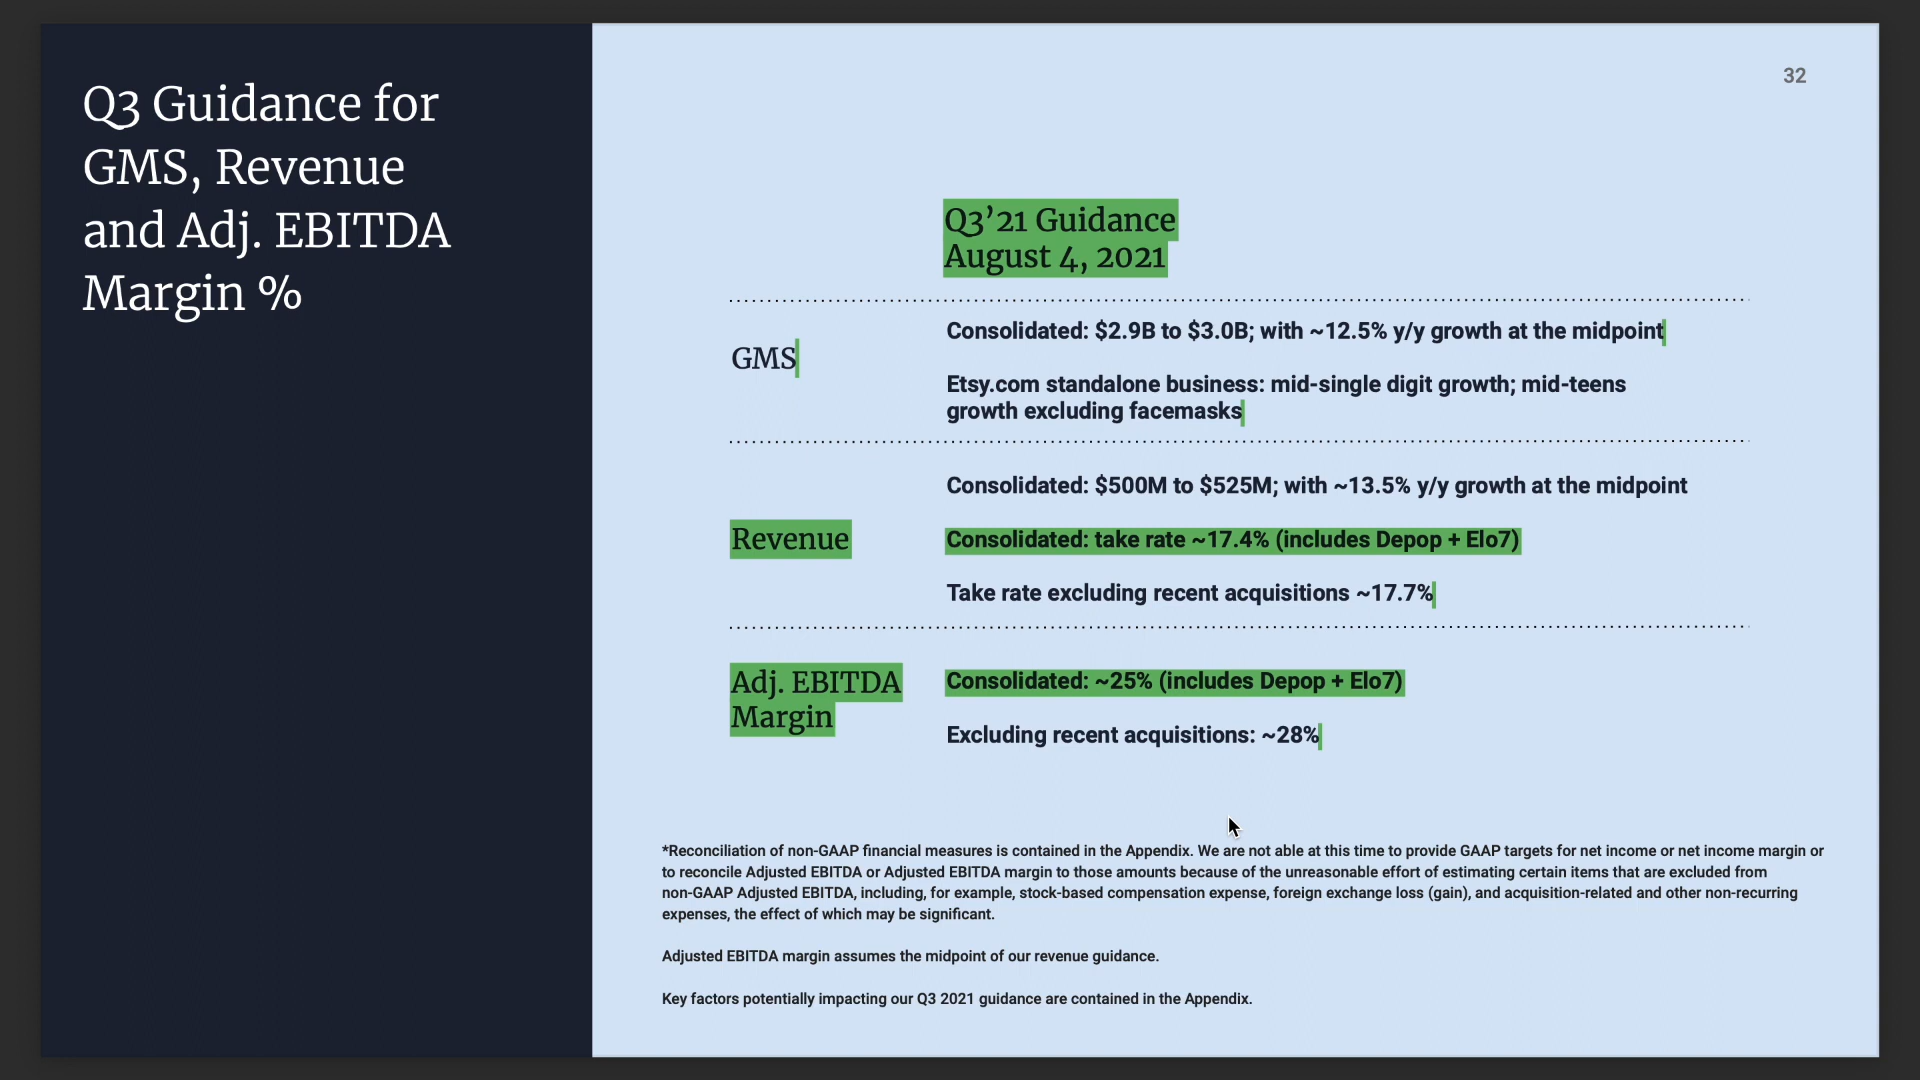 Q3 Guidance for
GMS, Revenue
and Adj. EBITDA
Margin %
32
Q3’21 Guidance
August 4, 2021
GMS
Consolidated: $2.9B to $3.0B; with ~12.5% y/y growth at the midpoint
Etsy.com standalone business: mid-single digit growth; mid-teens
growth excluding facemasks
Revenue
Consolidated: $500M to $525M; with ~13.5% y/y growth at the midpoint
Consolidated: take rate ~17.4% (includes Depop + Elo7)
Take rate excluding recent acquisitions ~17.7%
Adj. EBITDA
Margin
Consolidated: ~25% (includes Depop + Elo7)
Excluding recent acquisitions: ~28%
*Reconciliation of non-GAAP financial measures is contained in the Appendix. We are not able at this time to provide GAAP targets for net income or net income margin or
to reconcile Adjusted EBITDA or Adjusted EBITDA margin to those amounts because of the unreasonable effort of estimating certain items that are excluded from
non-GAAP Adjusted EBITDA, including, for example, stock-based compensation expense, foreign exchange loss (gain), and acquisition-related and other non-recurring
expenses, the effect of which may be significant.
Adjusted EBITDA margin assumes the midpoint of our revenue guidance.
Key factors potentially impacting our Q3 2021 guidance are contained in the Appendix.